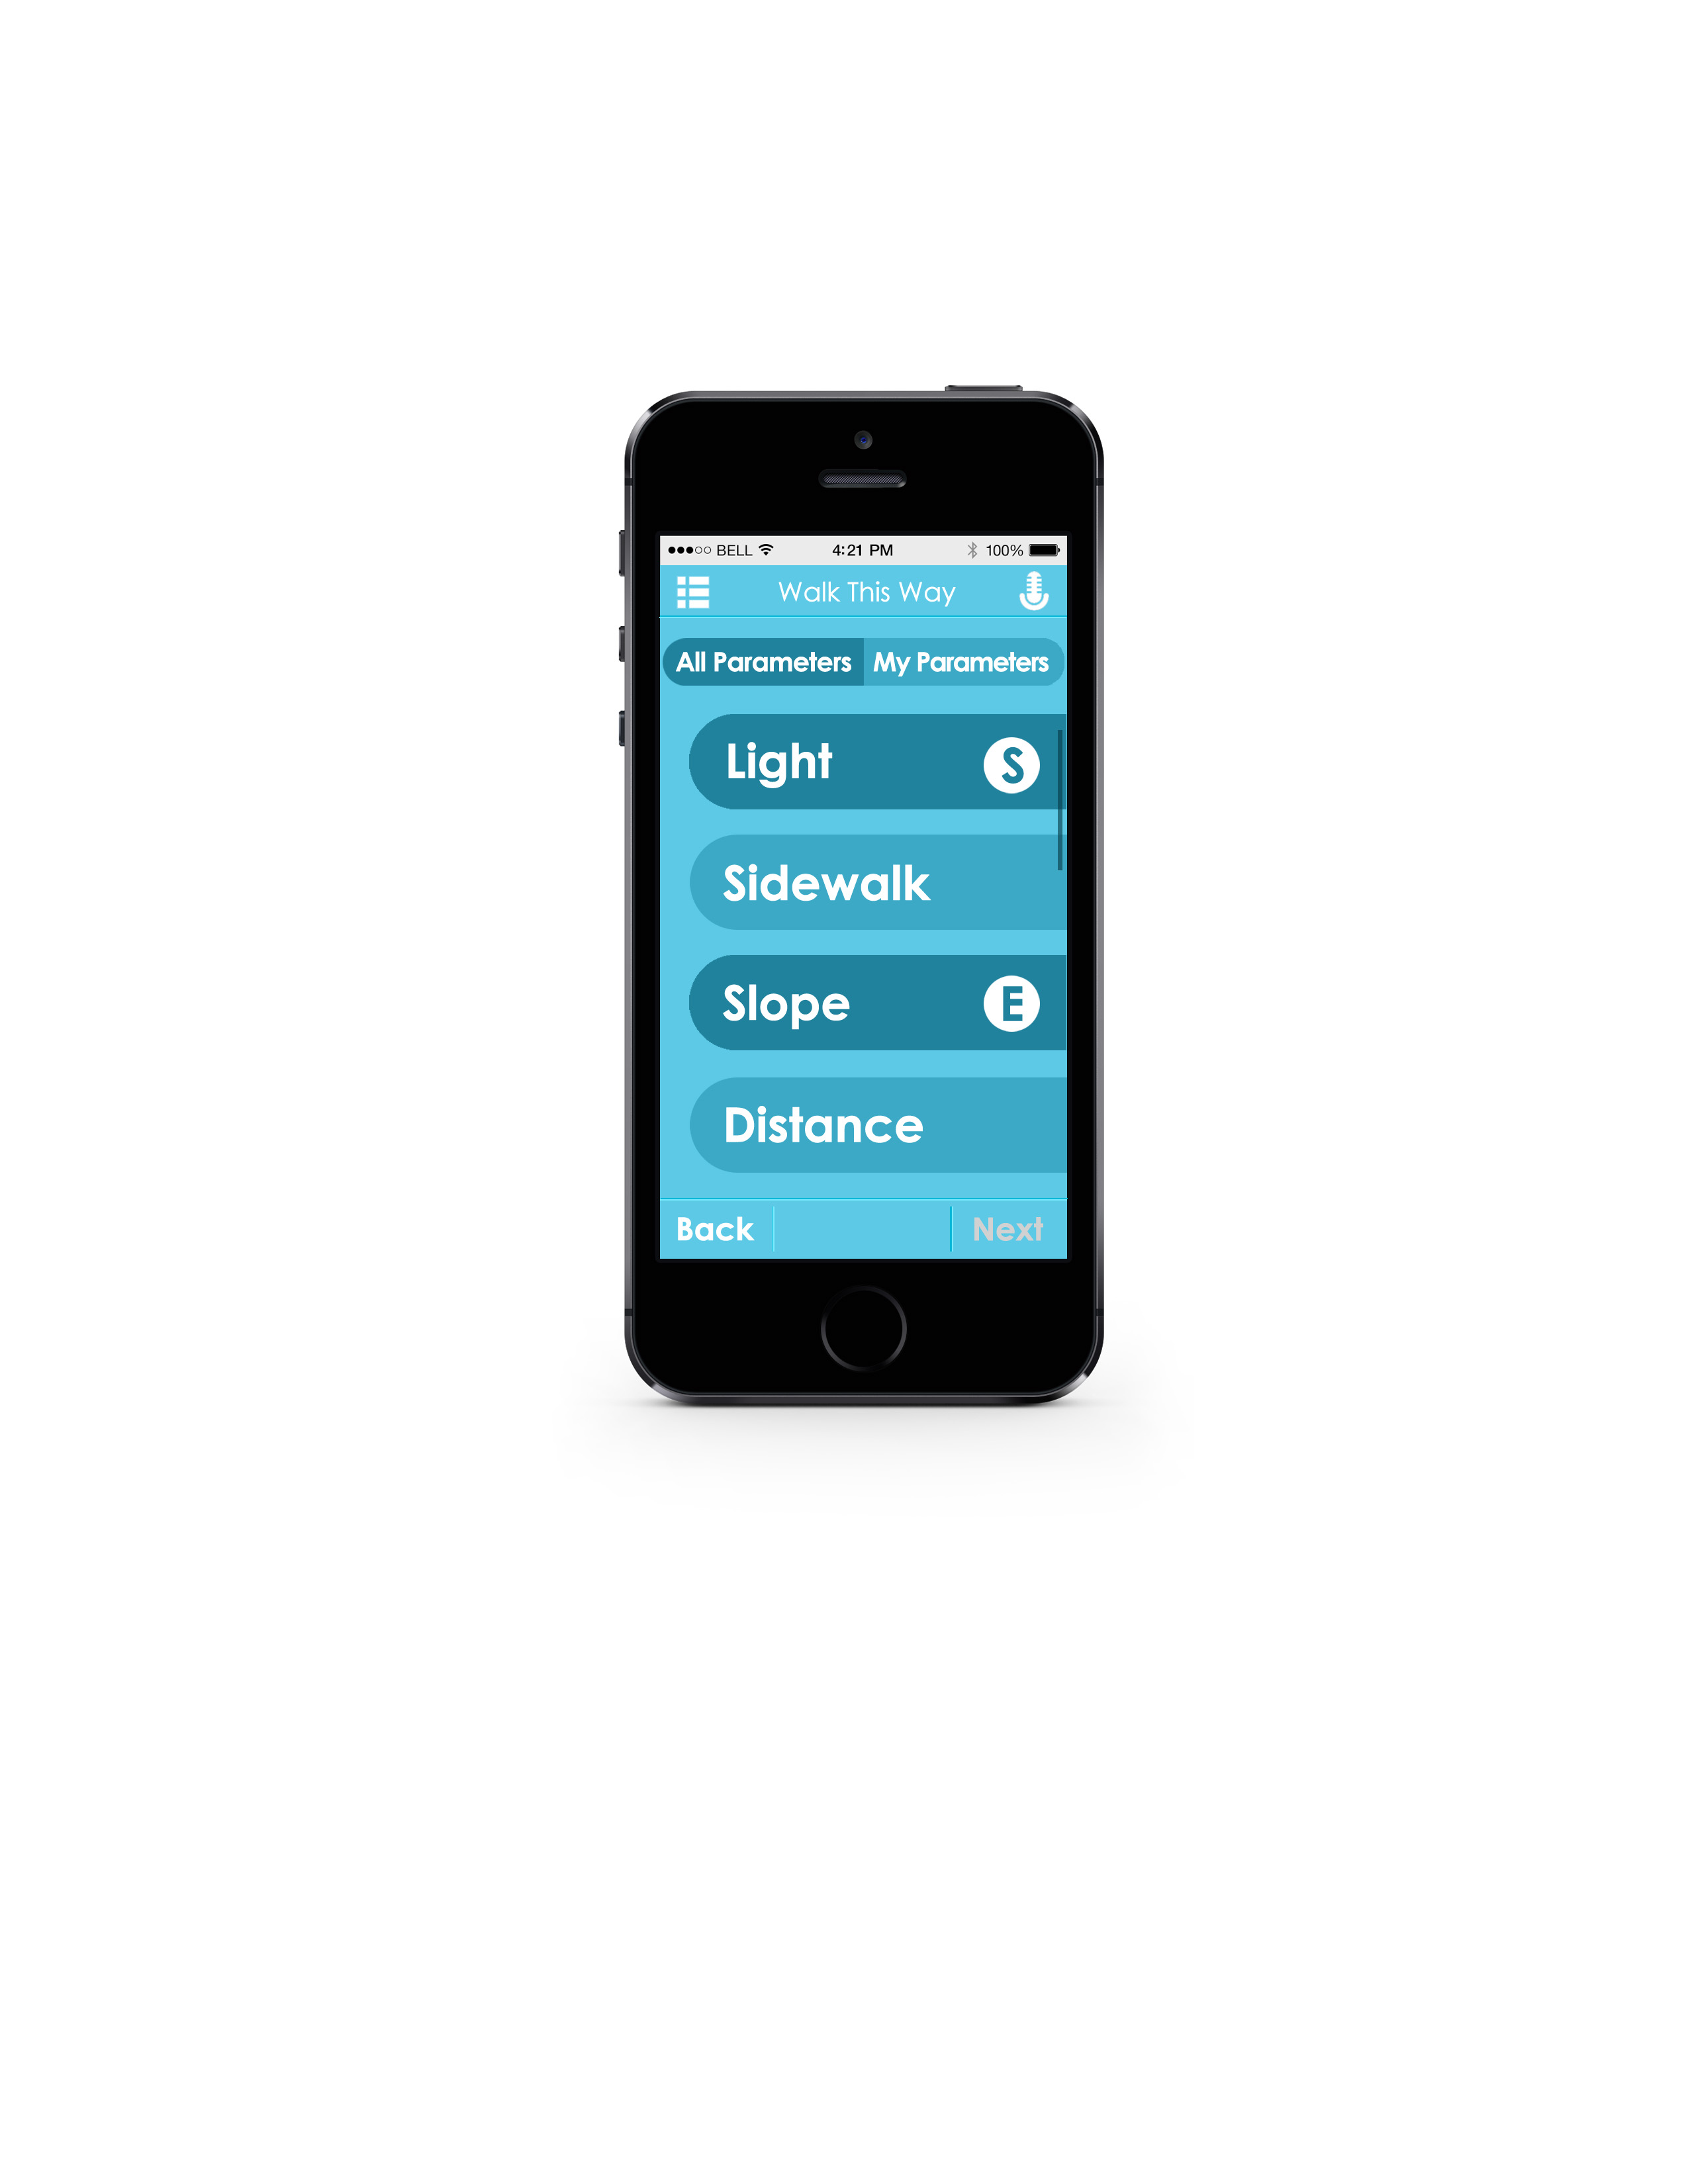 BELL 4:21 PM 100%
Walk This Way
All Parameters My Parameters
Light S
Sidewalk
Slope E
Distance
Back Next